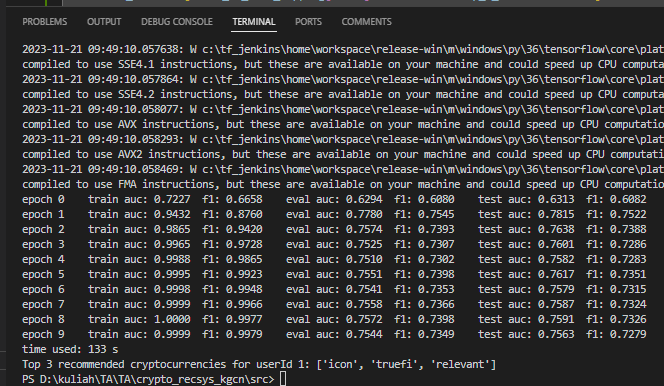 PROBLEMS OUTPUT DEBUG CONSOLE TERMINAL PORTS COMMENTS
2023-11-21 09:49:10.057638: W c:\tf_jenkins\home\workspace\release-win\m\windows\py\36\tensorflow\core\plat
compiled to use SSE4.1 instructions, but these are available on your machine and could speed up CPU computa
2023-11-21 09:49:10.057864: W c:\tf_jenkins\home\workspace\release-win\m\windows\py\36\tensorflow\core\plat
compiled to use SSE4.2 instructions, but these are available on your machine and could speed up CPU computa
2023-11-21 09:49:10.058077: W c:\tf_jenkins\home\workspace\release-win\m\windows\py\36\tensorflow\core\plat
compiled to use AVX instructions, but these are available on your machine and could speed up CPU computatio
2023-11-21 09:49:10.058293: W c:\tf_jenkins\home\workspace\release-win\m\windows\py\36\tensorflow\core\plat
compiled to use AVX2 instructions, but these are available on your machine and could speed up CPU computati
2023-11-21 09:49:10.058469: W c:\tf_jenkins\home\workspace\release-win\m\windows\py\36\tensorflow\core\plat
compiled to use FMA instructions, but these are available on your machine and could speed up CPU computatio
epoch 0 train auc: 0.7227 f1: 0.6658 eval auc: 0.6294 f1: 0.6080 test auc: 0.6313 f1: 0.6082
epoch 1 train auc: 0.9432 f1: 0.8760 eval auc: 0.7780 f1: 0.7545 test auc: 0.7815 f1: 0.7522
epoch 2 train auc: 0.9865 f1: 0.9420 eval auc: 0.7574 f1: 0.7393 test auc: 0.7638 f1: 0.7388
epoch 3 train auc: 0.9965 f1: 0.9728 eval auc: 0.7525 f1: 0.7307 test auc: 0.7601 f1: 0.7286
epoch 4 train auc: 0.9988 f1: 0.9865 eval auc: 0.7510 f1: 0.7302 test auc: 0.7582 f1: 0.7283
epoch 5 train auc: 0.9995 f1: 0.9923 eval auc: 0.7551 f1: 0.7398 test auc: 0.7617 f1: 0.7351
epoch 6 train auc: 0.9998 f1: 0.9948 eval auc: 0.7541 f1: 0.7353 test auc: 0.7579 f1: 0.7315
epoch 7 train auc: 0.9999 f1: 0.9966 eval auc: 0.7558 f1: 0.7366 test auc: 0.7587 f1: 0.7324
epoch 8 train auc: 1.0000 f1: 0.9977 eval auc: 0.7572 f1: 0.7398 test auc: 0.7591 f1: 0.7326
epoch 9 train auc: 0.9999 f1: 0.9979 eval auc: 0.7544 f1: 0.7349 test auc: 0.7563 f1: 0.7279
time used: 133 s
Top 3 recommended cryptocurrencies for userId 1: ['icon', 'truefi', 'relevant']
PS D:\kuliah\TA\TA\crypto_recsys_kgcn\src>